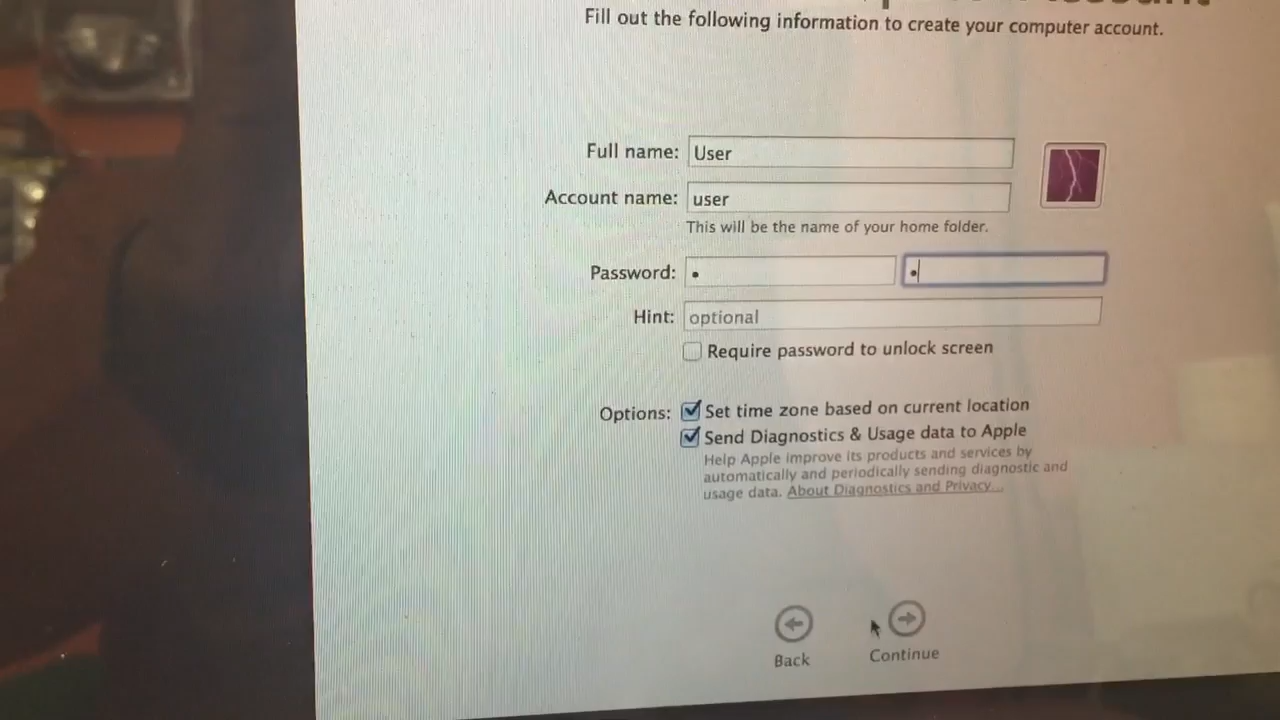 Fill out the following information to create your computer account.
Full name: User
Account name: user
This will be the name of your home folder.
Password: • •
Hint: optional
Require password to unlock screen
Options: Set time zone based on current location
Send Diagnostics & Usage data to Apple
Help Apple improve its products and services by
automatically and periodically sending diagnostic and
usage data. About Diagnostics and Privacy...
Back Continue